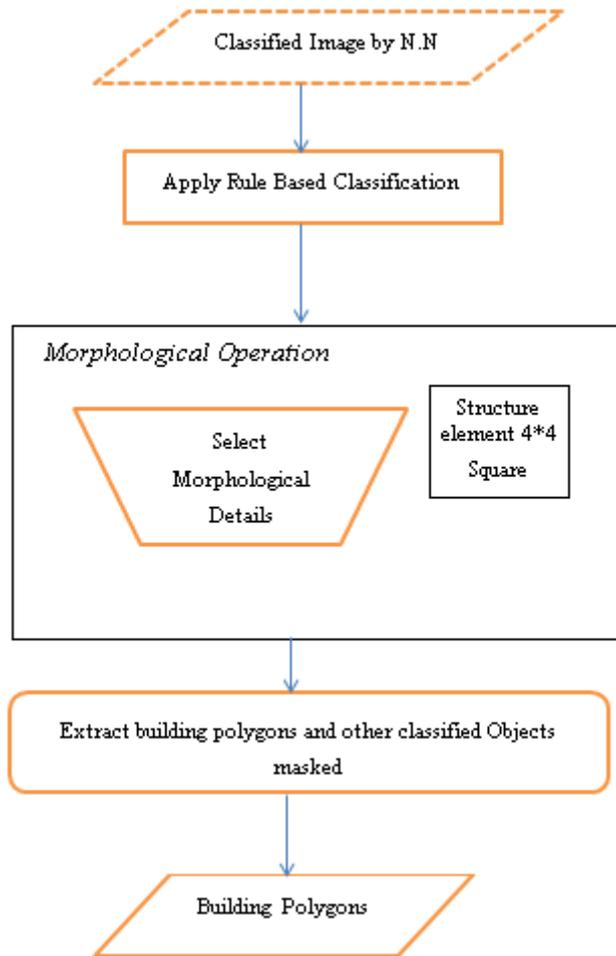 Classified Image by N.N
Apply Rule Based Classification
Morphological Operation
Select
Morphological
Details
Structure
element 4*4
Square
Extract building polygons and other classified Objects
masked
Building Polygons